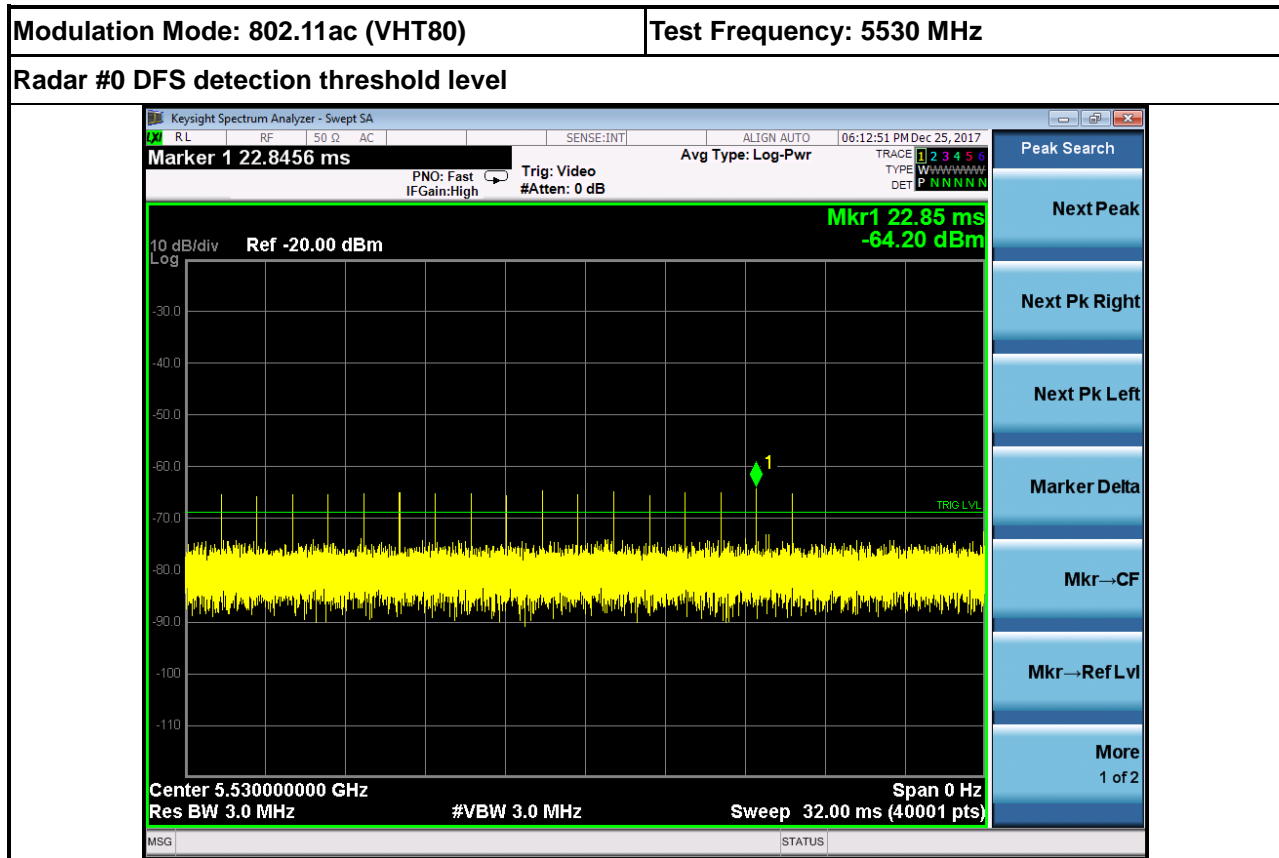 Modulation Mode: 802.11ac (VHT80) Test Frequency: 5530 MHz
Radar #0 DFS detection threshold level
Keysight Spectrum Analyzer - Swept SA
LXI RL RF 50 Ω AC SENSE:INT ALIGN AUTO 06:12:51 PM Dec 25, 2017
Marker 1 22.8456 ms
PNO: Fast
IFGain:High
Trig: Video
#Atten: 0 dB
Avg Type: Log-Pwr
TRACE 1 2 3 4 5 6
TYPE WWWWWW
DET P N N N N N
Mkr1 22.85 ms
-64.20 dBm
10 dB/div Ref -20.00 dBm
Log
-30.0
-40.0
-50.0
-60.0
-70.0
-80.0
-90.0
-100
-110
1
TRIG LVL
Center 5.530000000 GHz Span 0 Hz
Res BW 3.0 MHz #VBW 3.0 MHz Sweep 32.00 ms (40001 pts)
MSG STATUS
Peak Search
Next Peak
Next Pk Right
Next Pk Left
Marker Delta
Mkr→CF
Mkr→Ref Lvl
More
1 of 2